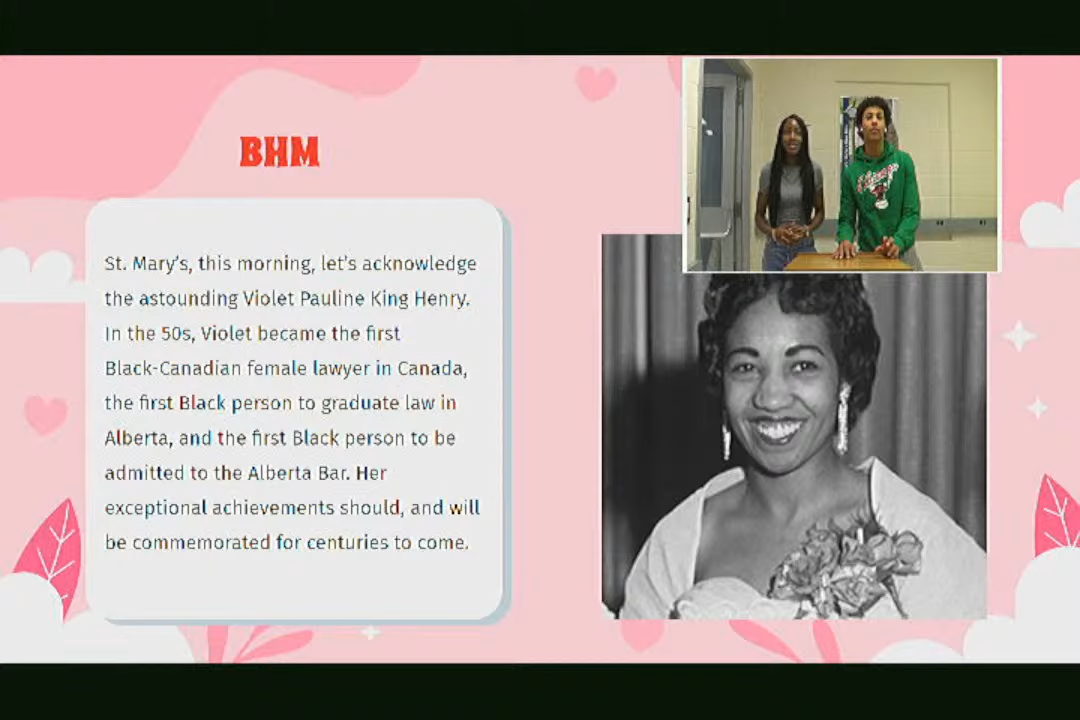 BHM
St. Mary's, this morning, let's acknowledge
the astounding Violet Pauline King Henry.
In the 50s, Violet became the first
Black-Canadian female lawyer in Canada,
the first Black person to graduate law in
Alberta, and the first Black person to be
admitted to the Alberta Bar. Her
exceptional achievements should, and will
be commemorated for centuries to come.